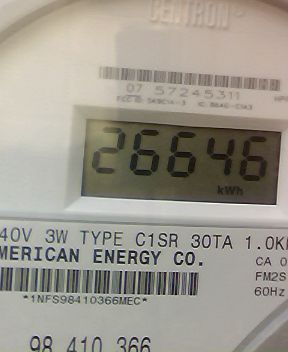 CENTRON
07 57245311
26646
kWh
40V 3W TYPE C1SR 30TA 1.0K
MERICAN ENERGY CO.
CA 0
FM2S
*1NFS98410366MEC*
60Hz
98 410 366